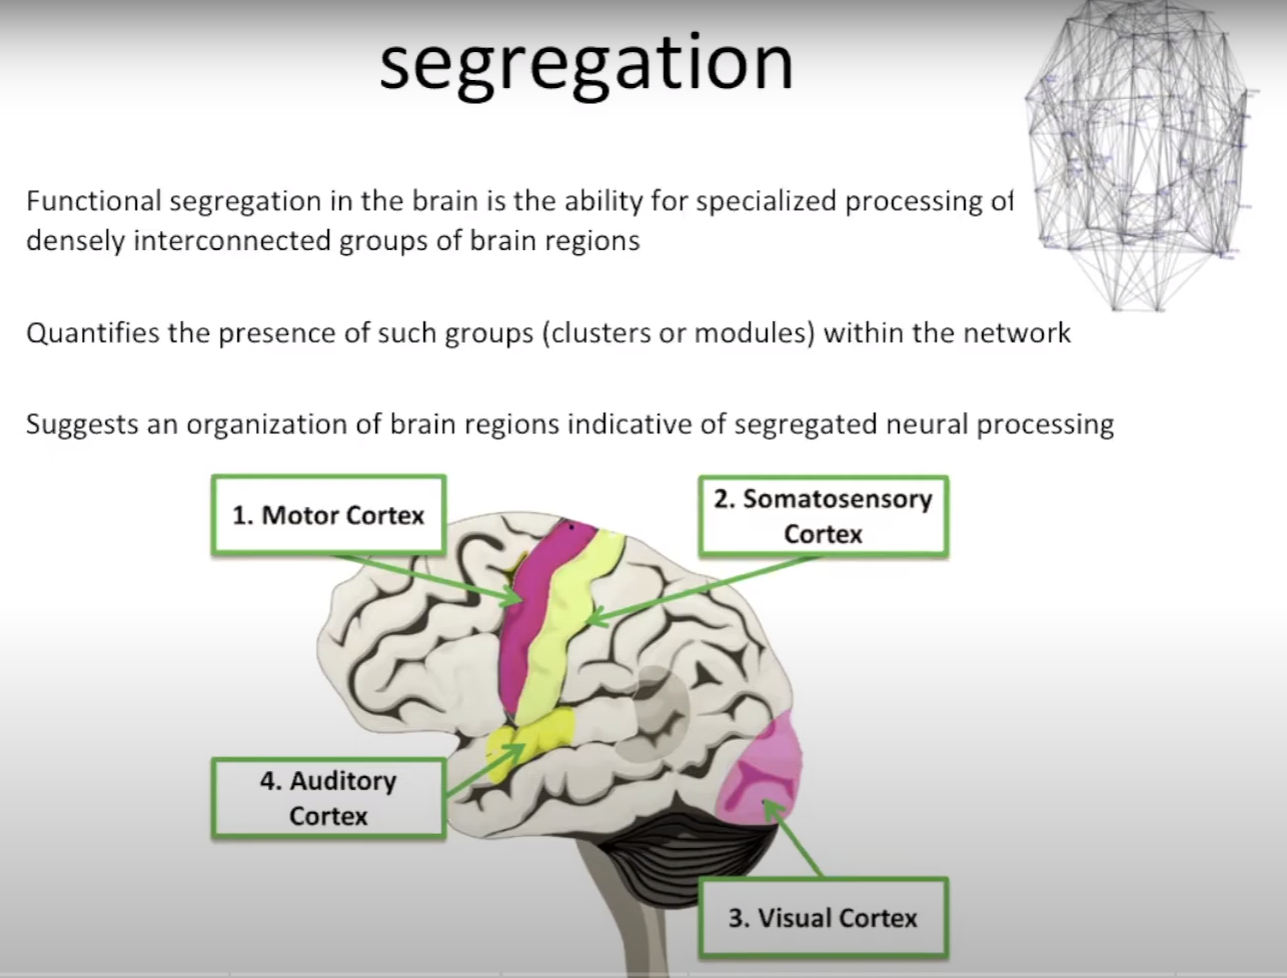 segregation
Functional segregation in the brain is the ability for specialized processing of
densely interconnected groups of brain regions
Quantifies the presence of such groups (clusters or modules) within the network
Suggests an organization of brain regions indicative of segregated neural processing
1. Motor Cortex
2. Somatosensory
Cortex
4. Auditory
Cortex
3. Visual Cortex